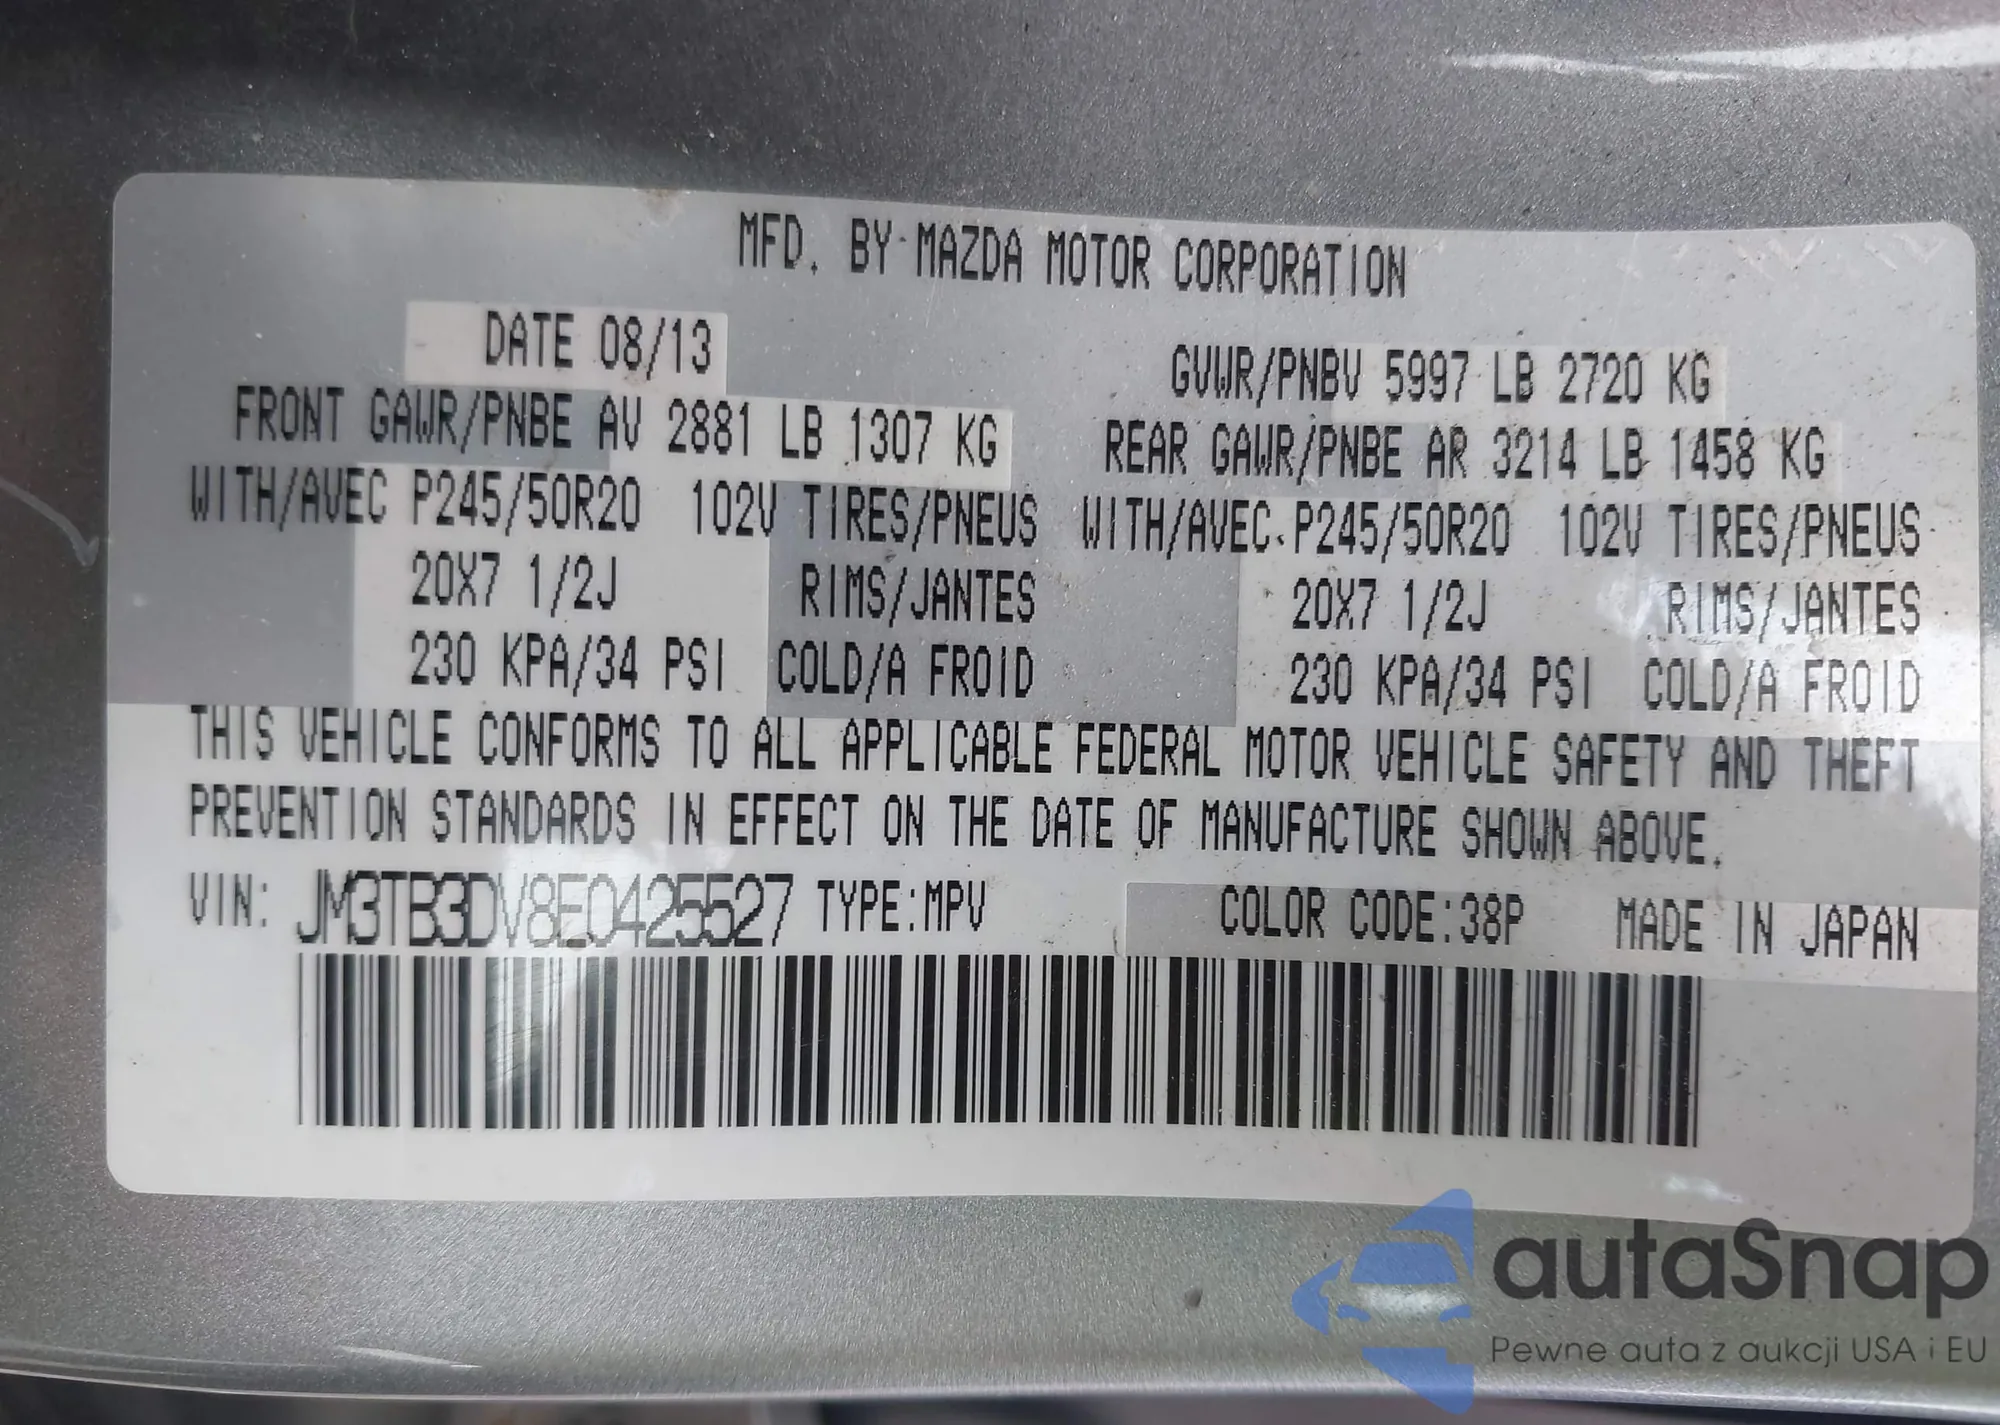 MFD. BY MAZDA MOTOR CORPORATION
DATE 08/13
GVWR/PNBV 5997 LB 2720 KG
FRONT GAWR/PNBE AV 2881 LB 1307 KG
REAR GAWR/PNBE AR 3214 LB 1458 KG
WITH/AVEC P245/50R20 102V TIRES/PNEUS
WITH/AVEC P245/50R20 102V TIRES/PNEUS
20X7 1/2J RIMS/JANTES
20X7 1/2J RIMS/JANTES
230 KPA/34 PSI COLD/A FROID
230 KPA/34 PSI COLD/A FROID
THIS VEHICLE CONFORMS TO ALL APPLICABLE FEDERAL MOTOR VEHICLE SAFETY AND THEFT
PREVENTION STANDARDS IN EFFECT ON THE DATE OF MANUFACTURE SHOWN ABOVE.
VIN: JM3TB3DV8E0425527 TYPE:MPV COLOR CODE:38P MADE IN JAPAN
autaSnap
Pewne auta z aukcji USA i EU